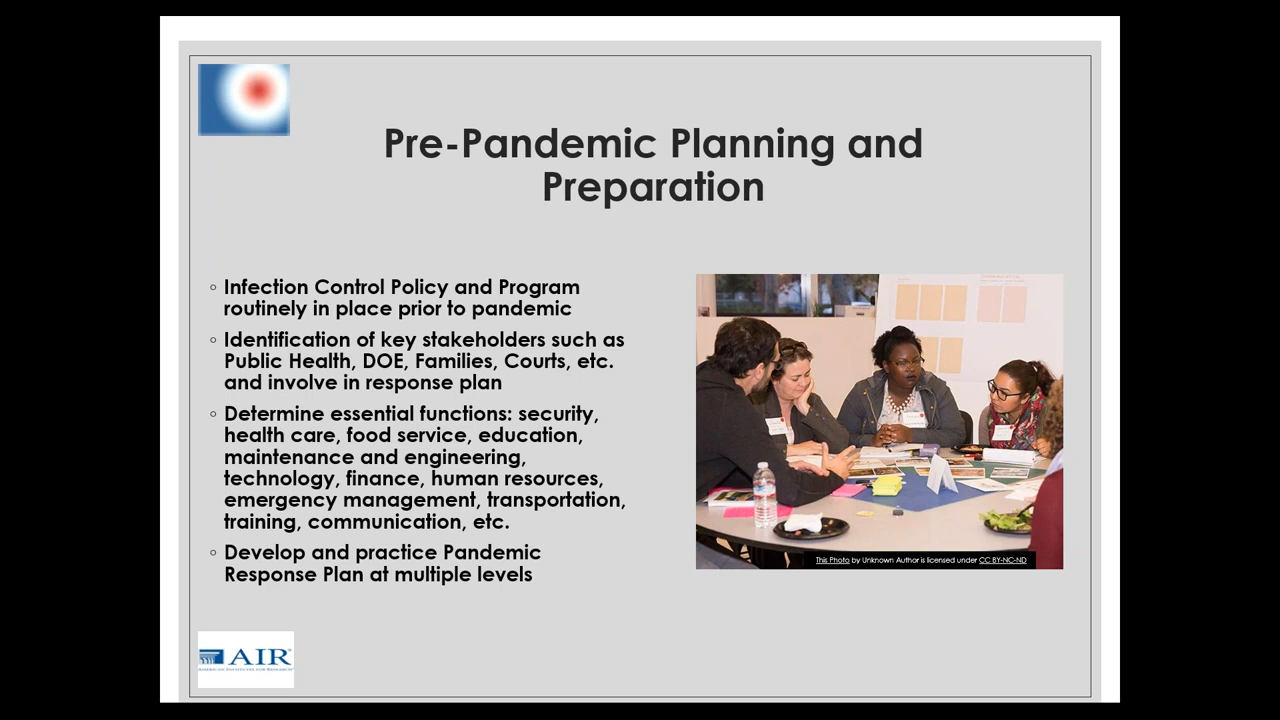 Pre-Pandemic Planning and
Preparation
◦ Infection Control Policy and Program
routinely in place prior to pandemic
◦ Identification of key stakeholders such as
Public Health, DOE, Families, Courts, etc.
and involve in response plan
◦ Determine essential functions: security,
health care, food service, education,
maintenance and engineering,
technology, finance, human resources,
emergency management, transportation,
training, communication, etc.
◦ Develop and practice Pandemic
Response Plan at multiple levels
This Photo by Unknown Author is licensed under CC BY-NC-ND
AIR
AMERICAN INSTITUTES FOR RESEARCH